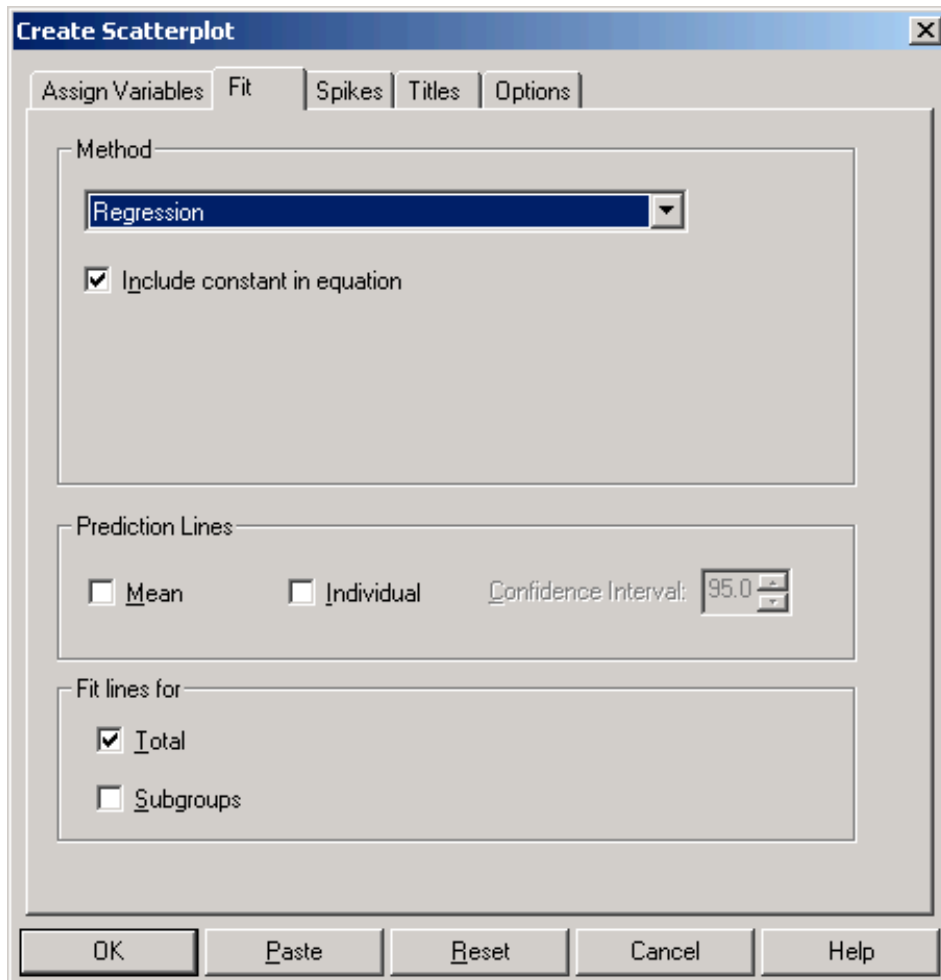 Create Scatterplot
Assign Variables Fit Spikes Titles Options
Method
Regression
Include constant in equation
Prediction Lines
Mean Individual Confidence Interval: 95.0
Fit lines for
Total
Subgroups
OK Paste Reset Cancel Help